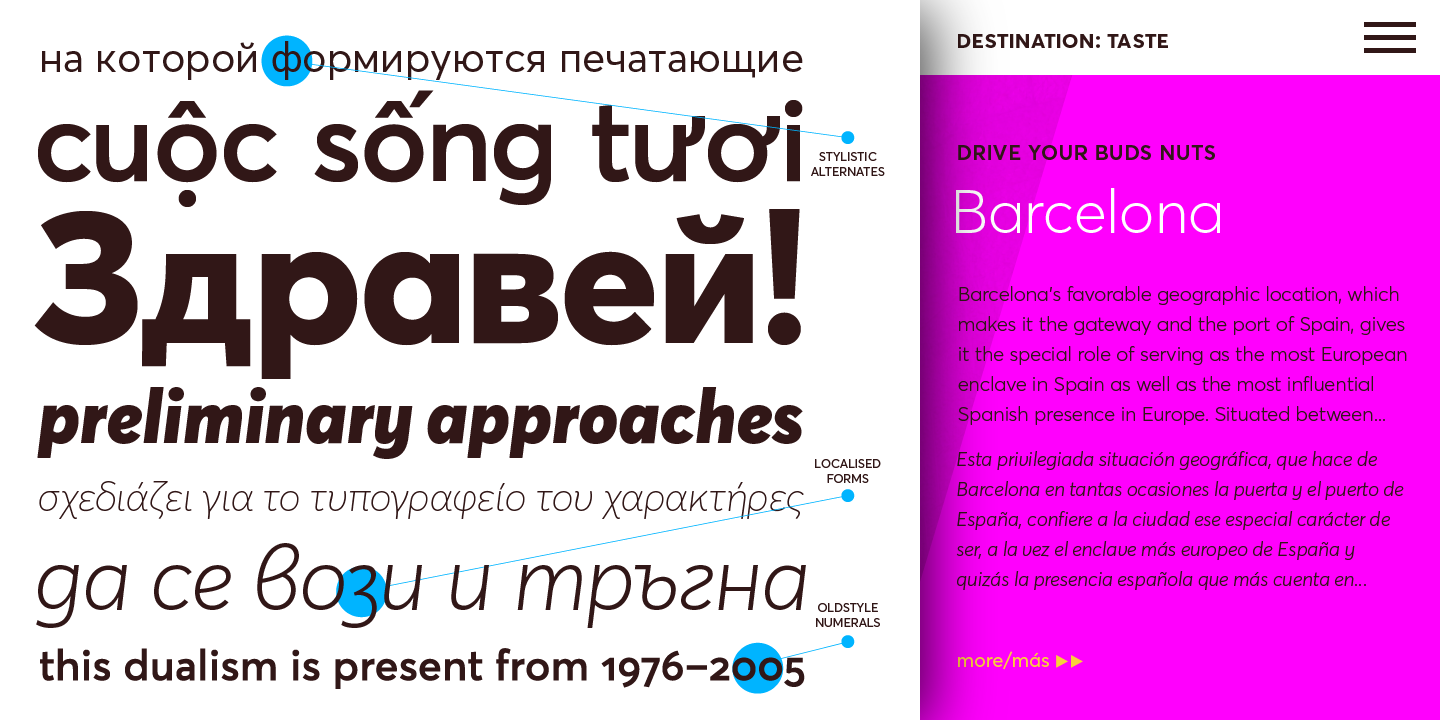 на которой формируются печатающие
cuộc sống tươi
STYLISTIC
ALTERNATES
Здравей!
preliminary approaches
LOCALISED
FORMS
σχεδιάζει για το τυπογραφείο του χαρακτήρες
да се вози и тръгна
OLDSTYLE
NUMERALS
this dualism is present from 1976–2005
DESTINATION: TASTE
DRIVE YOUR BUDS NUTS
Barcelona
Barcelona's favorable geographic location, which
makes it the gateway and the port of Spain, gives
it the special role of serving as the most European
enclave in Spain as well as the most influential
Spanish presence in Europe. Situated between...
Esta privilegiada situación geográfica, que hace de
Barcelona en tantas ocasiones la puerta y el puerto de
España, confiere a la ciudad ese especial carácter de
ser, a la vez el enclave más europeo de España y
quizás la presencia española que más cuenta en...
more/más ▶▶